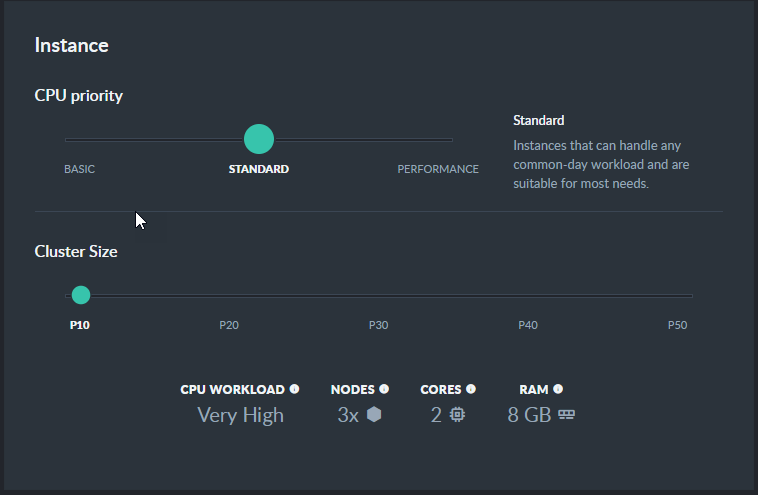 Instance
CPU priority
BASIC
STANDARD
PERFORMANCE
Standard
Instances that can handle any
common-day workload and are
suitable for most needs.
Cluster Size
P10
P20
P30
P40
P50
CPU WORKLOAD
NODES
CORES
RAM
Very High
3x
2
8 GB